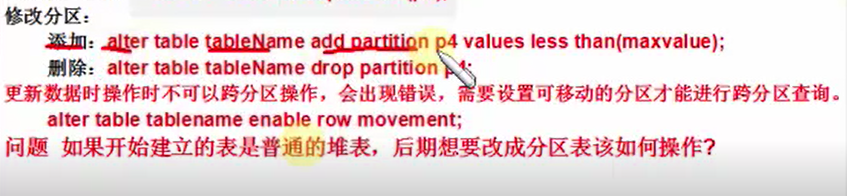 修改分区：
添加：alter table tableName add partition p4 values less than(maxvalue);
删除：alter table tableName drop partition p4;
更新数据时操作时不可以跨分区操作，会出现错误，需要设置可移动的分区才能进行跨分区查询。
alter table tablename enable row movement;
问题 如果开始建立的表是普通的堆表，后期想要改成分区表该如何操作?